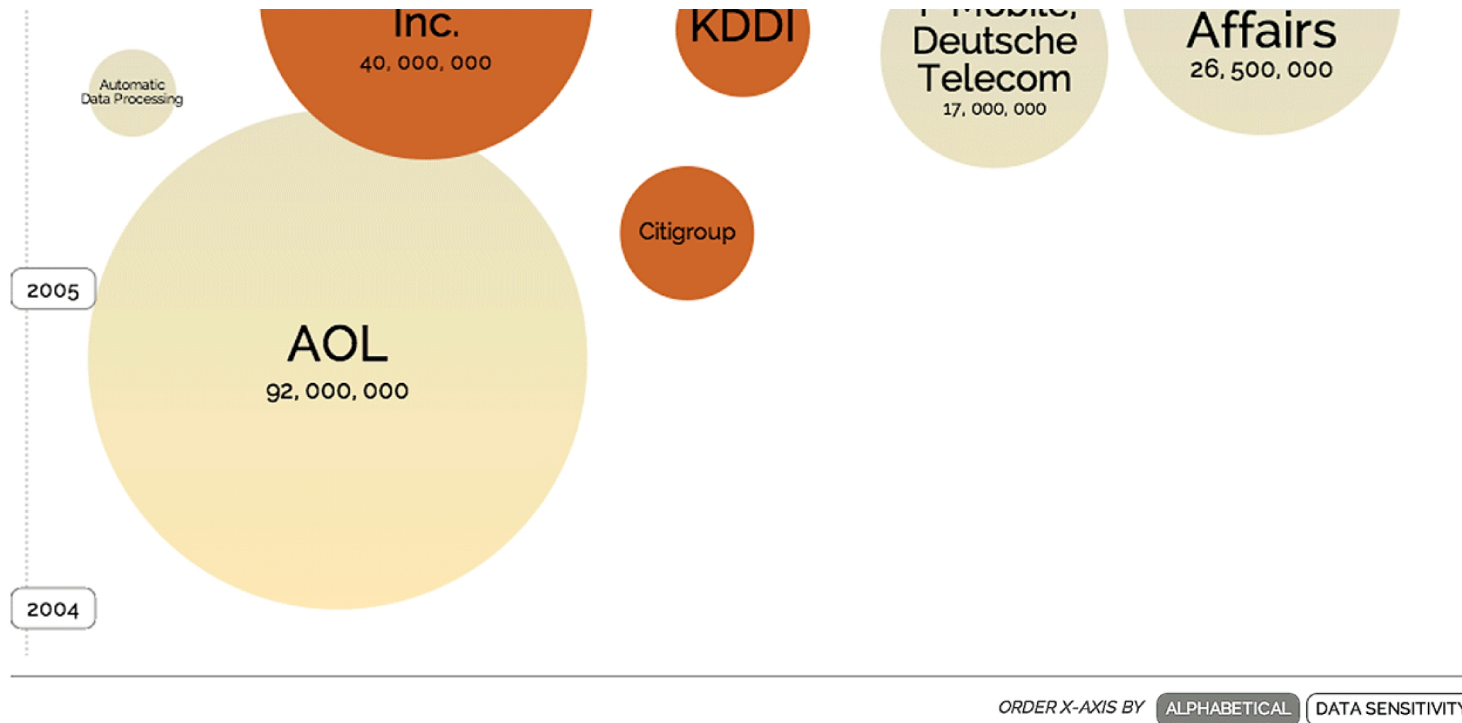 Inc.
40, 000, 000
KDDI
T-Mobile,
Deutsche
Telecom
17, 000, 000
Affairs
26, 500, 000
Automatic
Data Processing
Citigroup
2005
AOL
92, 000, 000
2004
ORDER X-AXIS BY ALPHABETICAL DATA SENSITIVITY